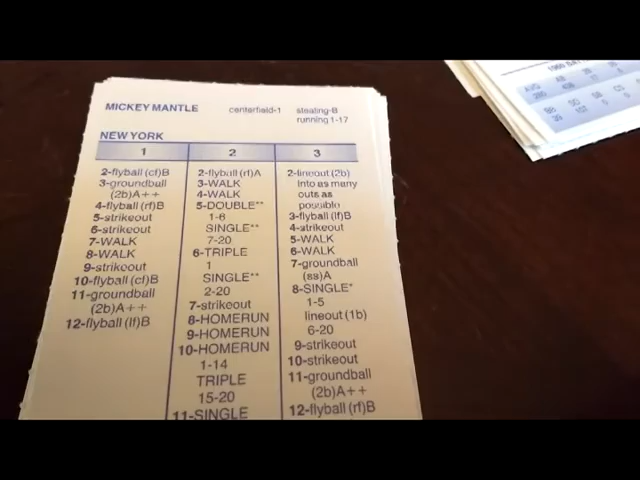 MICKEY MANTLE
centerfield-1
stealing-B
running 1-17
NEW YORK
1
2-flyball (cf)B
3-groundball
(2b)A++
4-flyball (rf)B
5-strikeout
6-strikeout
7-WALK
8-WALK
9-strikeout
10-flyball (cf)B
11-groundball
(2b)A++
12-flyball (lf)B
2
2-flyball (rf)A
3-WALK
4-WALK
5-DOUBLE**
1-6
SINGLE**
7-20
6-TRIPLE
1
SINGLE**
2-20
7-strikeout
8-HOMERUN
9-HOMERUN
10-HOMERUN
1-14
TRIPLE
15-20
11-SINGLE
3
2-lineout (2b)
into as many
outs as
possible
3-flyball (lf)B
4-strikeout
5-WALK
6-WALK
7-groundball
(ss)A
8-SINGLE*
1-5
lineout (1b)
6-20
9-strikeout
10-strikeout
11-groundball
(2b)A++
12-flyball (rf)B
AVG AB
BB SO SB CS